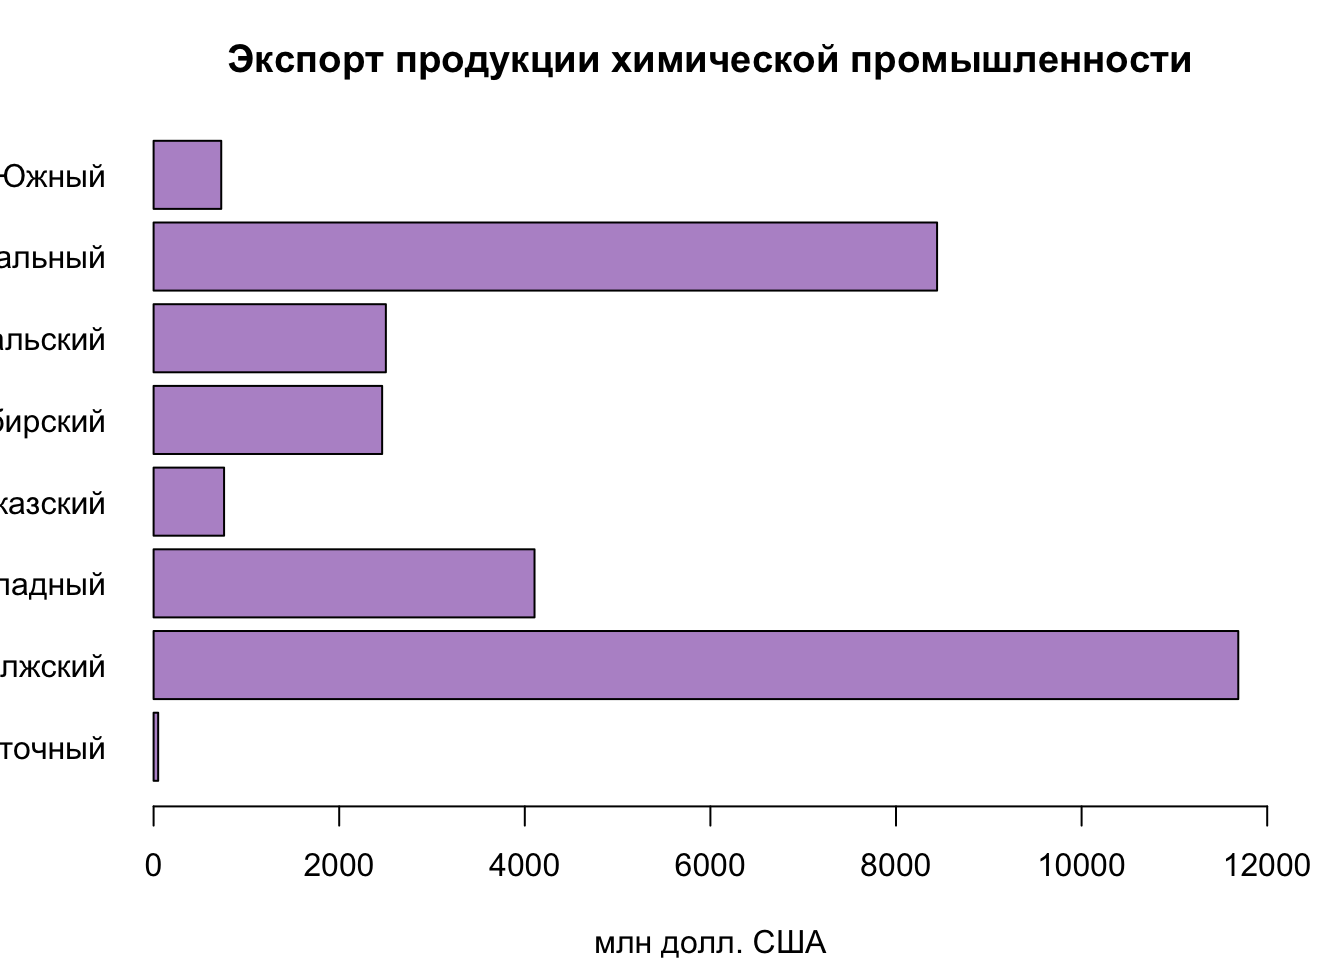 Экспорт продукции химической промышленности
Южный
альный
альский
бирский
казский
падный
лжский
точный
0 2000 4000 6000 8000 10000 12000
млн долл. США